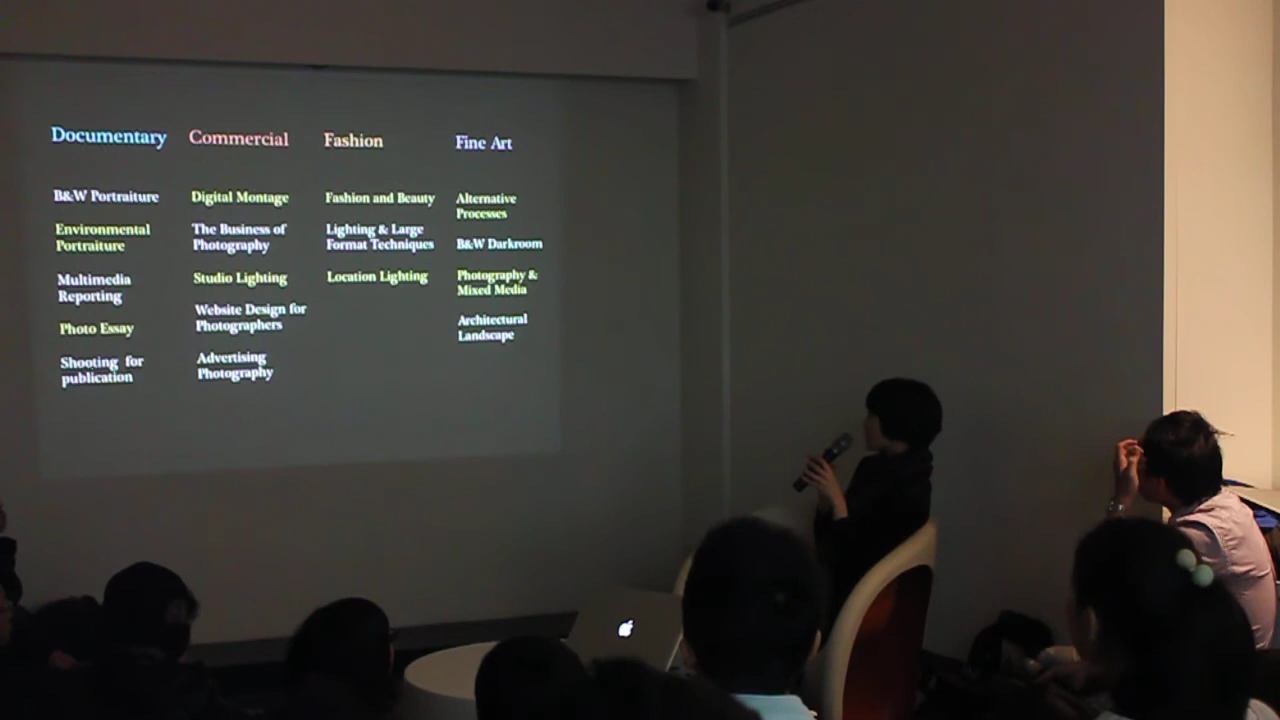 Documentary
B&W Portraiture
Environmental
Portraiture
Multimedia
Reporting
Photo Essay
Shooting for
publication
Commercial
Digital Montage
The Business of
Photography
Studio Lighting
Website Design for
Photographers
Advertising
Photography
Fashion
Fashion and Beauty
Lighting & Large
Format Techniques
Location Lighting
Fine Art
Alternative
Processes
B&W Darkroom
Photography &
Mixed Media
Architectural
Landscape